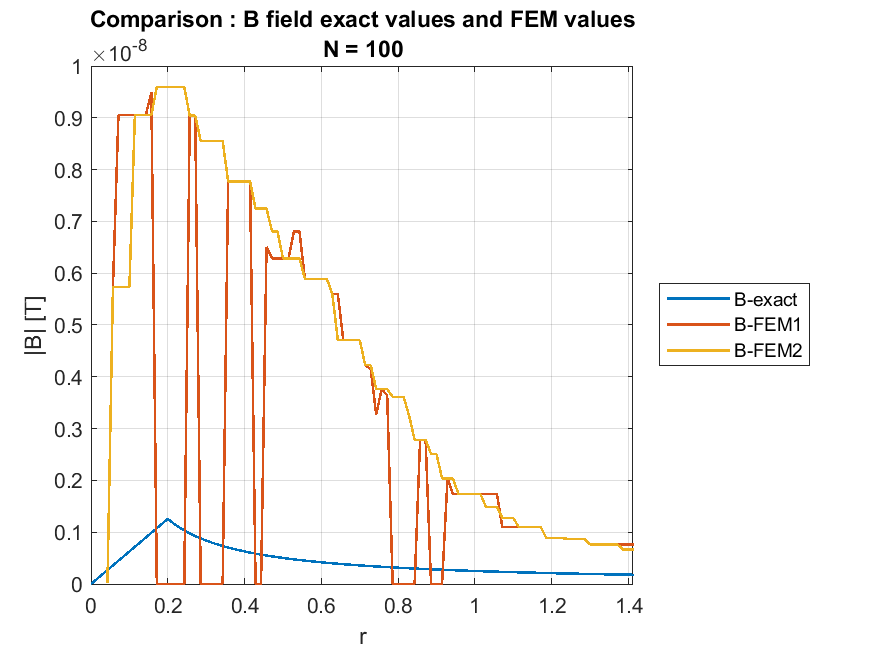 Comparison : B field exact values and FEM values
N = 100
×10-8
1
0.9
0.8
0.7
0.6
0.5
0.4
0.3
0.2
0.1
0
|B| [T]
0 0.2 0.4 0.6 0.8 1 1.2 1.4
r
B-exact
B-FEM1
B-FEM2